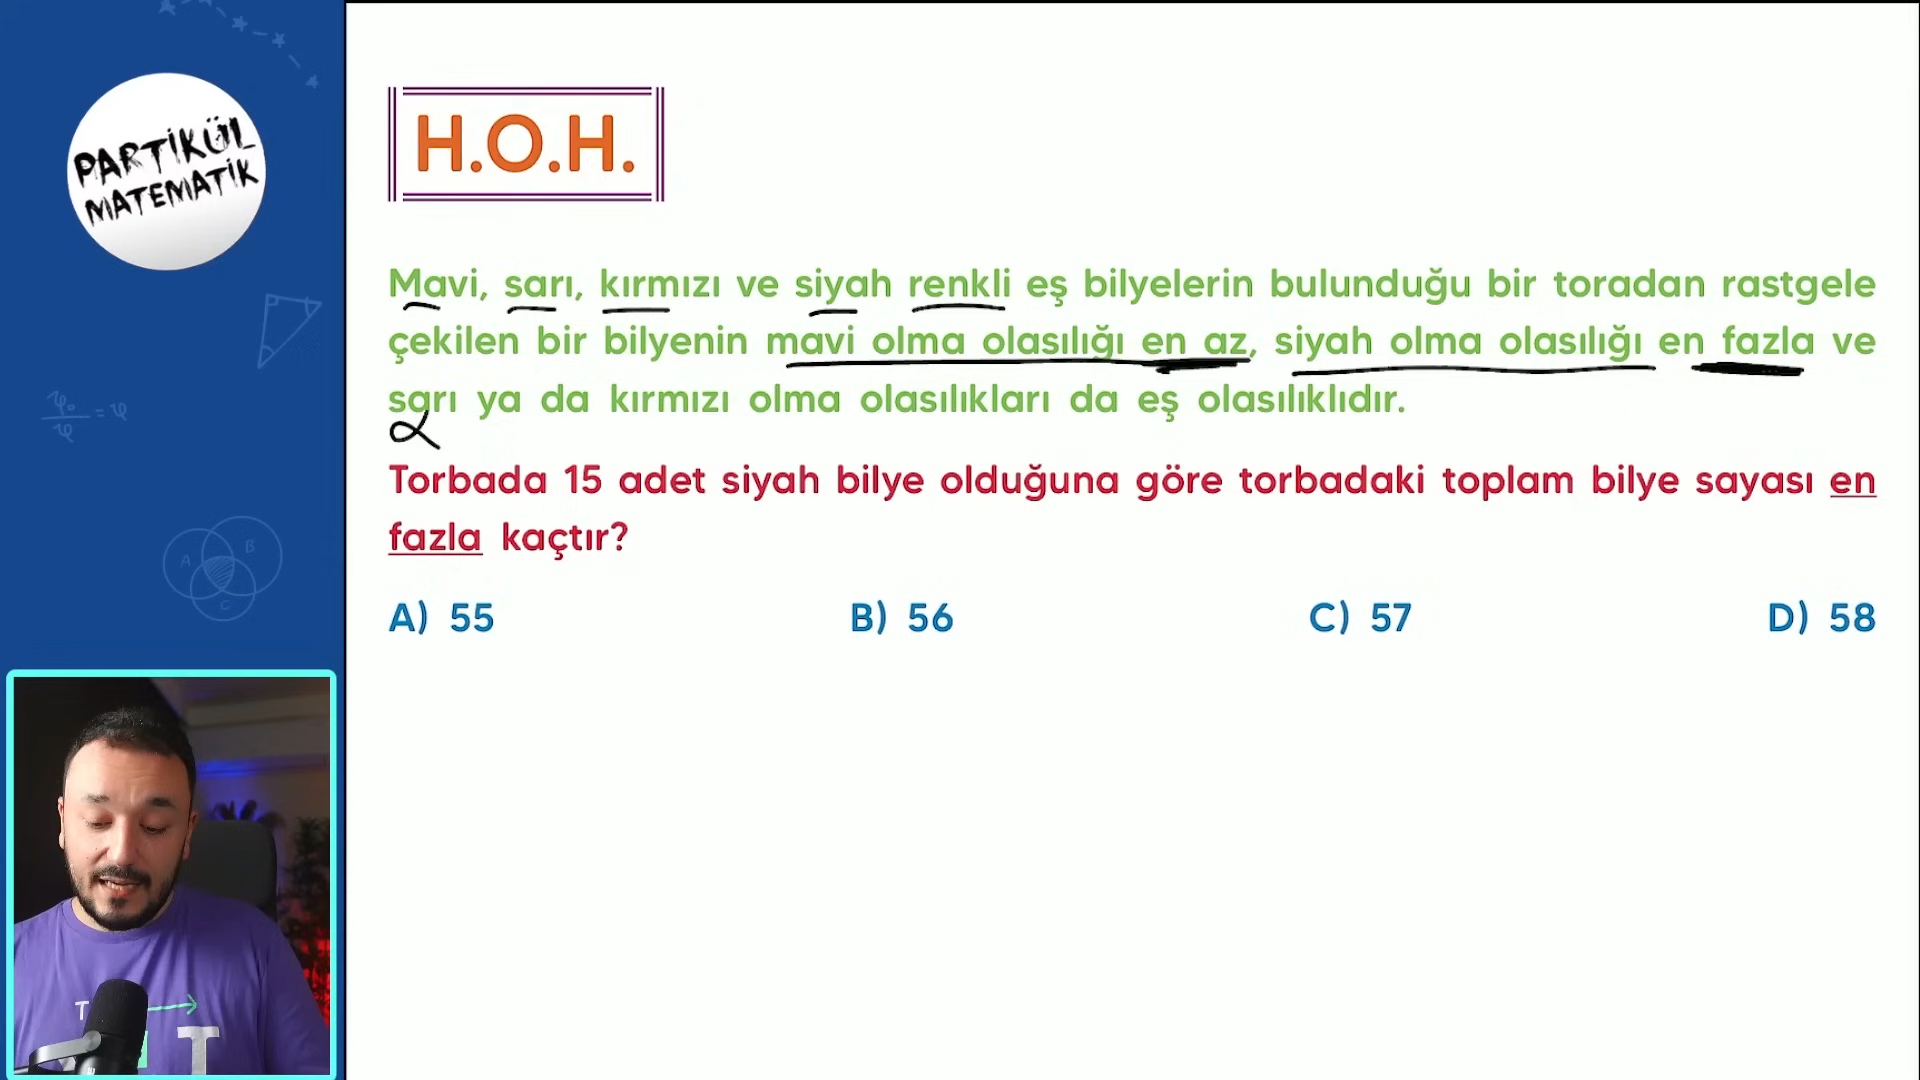 PARTİKÜL
MATEMATİK
H.O.H.
Mavi, sarı, kırmızı ve siyah renkli eş bilyelerin bulunduğu bir toradan rastgele
çekilen bir bilyenin mavi olma olasılığı en az, siyah olma olasılığı en fazla ve
sarı ya da kırmızı olma olasılıkları da eş olasılıklıdır.
Torbada 15 adet siyah bilye olduğuna göre torbadaki toplam bilye sayası en
fazla kaçtır?
A) 55
B) 56
C) 57
D) 58
A
B
C
T
T